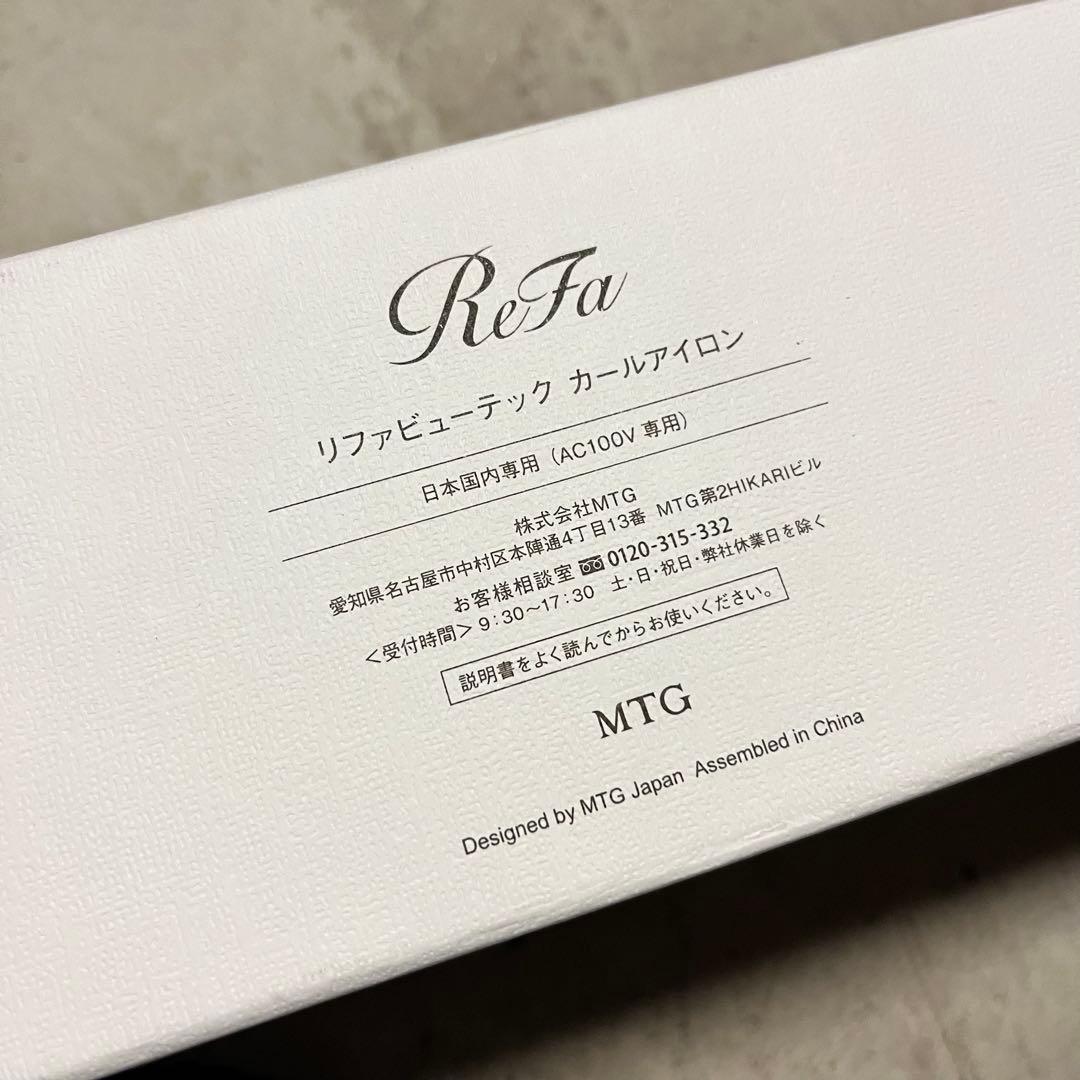 ReFa
リファビューテック カールアイロン
日本国内専用（AC100V 専用）
株式会社MTG
愛知県名古屋市中村区本陣通4丁目13番 MTG第2HIKARIビル
お客様相談室 0120-315-332
＜受付時間＞9:30〜17:30 土・日・祝日・弊社休業日を除く
説明書をよく読んでからお使いください。
MTG
Designed by MTG Japan Assembled in China